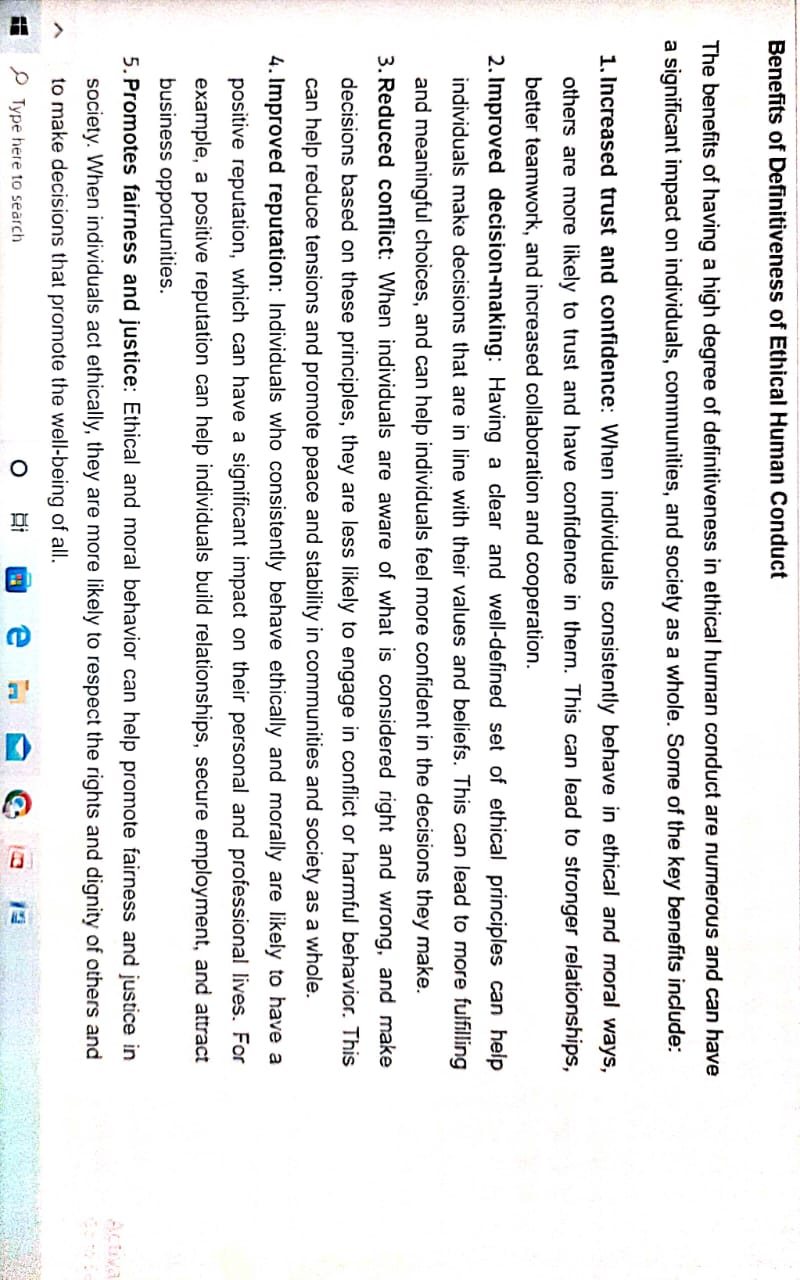 Benefits of Definitiveness of Ethical Human Conduct
The benefits of having a high degree of definitiveness in ethical human conduct are numerous and can have
a significant impact on individuals, communities, and society as a whole. Some of the key benefits include:
1. Increased trust and confidence: When individuals consistently behave in ethical and moral ways,
others are more likely to trust and have confidence in them. This can lead to stronger relationships,
better teamwork, and increased collaboration and cooperation.
2. Improved decision-making: Having a clear and well-defined set of ethical principles can help
individuals make decisions that are in line with their values and beliefs. This can lead to more fulfilling
and meaningful choices, and can help individuals feel more confident in the decisions they make.
3. Reduced conflict: When individuals are aware of what is considered right and wrong, and make
decisions based on these principles, they are less likely to engage in conflict or harmful behavior. This
can help reduce tensions and promote peace and stability in communities and society as a whole.
4. Improved reputation: Individuals who consistently behave ethically and morally are likely to have a
positive reputation, which can have a significant impact on their personal and professional lives. For
example, a positive reputation can help individuals build relationships, secure employment, and attract
business opportunities.
5. Promotes fairness and justice: Ethical and moral behavior can help promote fairness and justice in
society. When individuals act ethically, they are more likely to respect the rights and dignity of others and
to make decisions that promote the well-being of all.
Activa
Type here to search